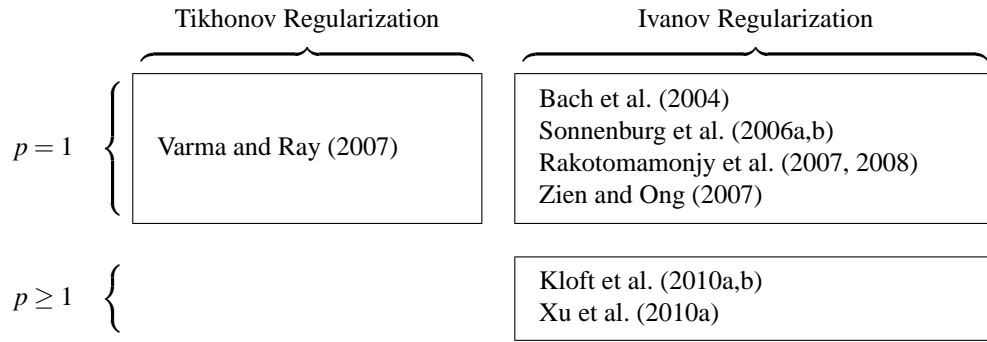 Tikhonov Regularization
Ivanov Regularization
p = 1
Varma and Ray (2007)
Bach et al. (2004)
Sonnenburg et al. (2006a,b)
Rakotomamonjy et al. (2007, 2008)
Zien and Ong (2007)
p ≥ 1
Kloft et al. (2010a,b)
Xu et al. (2010a)